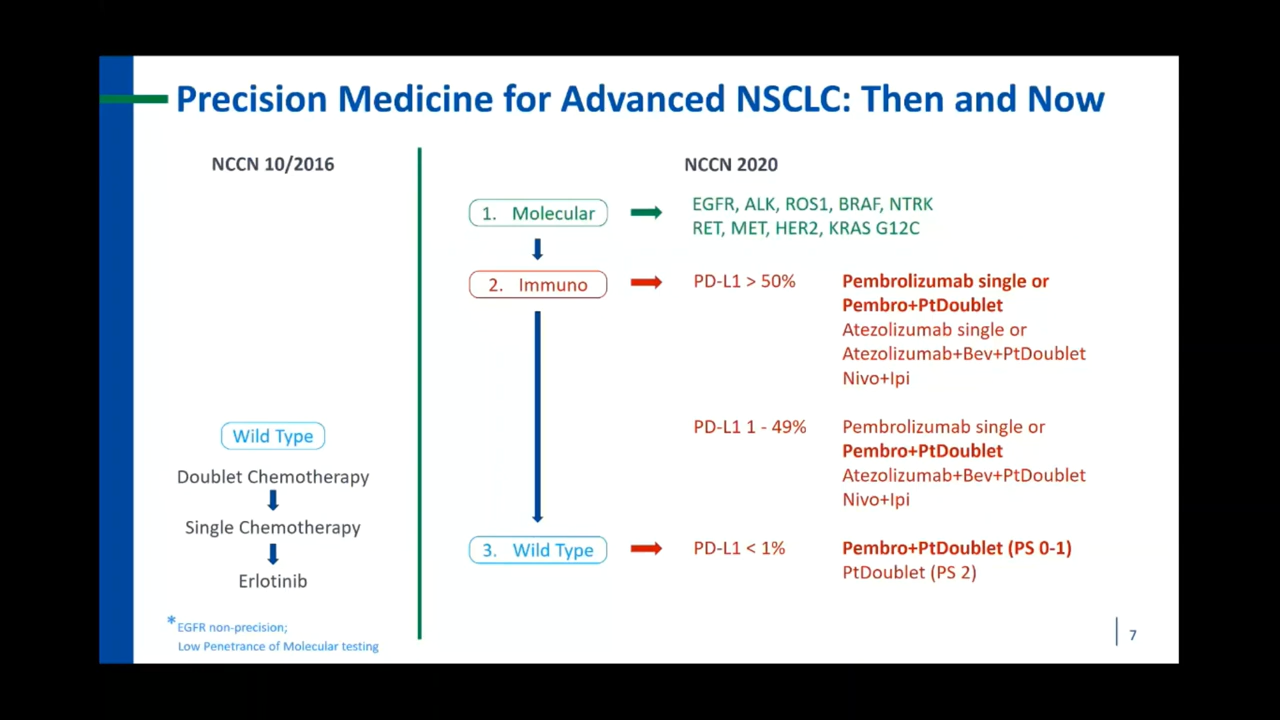 Precision Medicine for Advanced NSCLC: Then and Now
NCCN 10/2016
Wild Type
Doublet Chemotherapy
Single Chemotherapy
Erlotinib
*EGFR non-precision;
Low Penetrance of Molecular testing
NCCN 2020
1. Molecular
EGFR, ALK, ROS1, BRAF, NTRK
RET, MET, HER2, KRAS G12C
2. Immuno
PD-L1 > 50%
Pembrolizumab single or
Pembro+PtDoublet
Atezolizumab single or
Atezolizumab+Bev+PtDoublet
Nivo+Ipi
PD-L1 1 - 49%
Pembrolizumab single or
Pembro+PtDoublet
Atezolizumab+Bev+PtDoublet
Nivo+Ipi
3. Wild Type
PD-L1 < 1%
Pembro+PtDoublet (PS 0-1)
PtDoublet (PS 2)
7